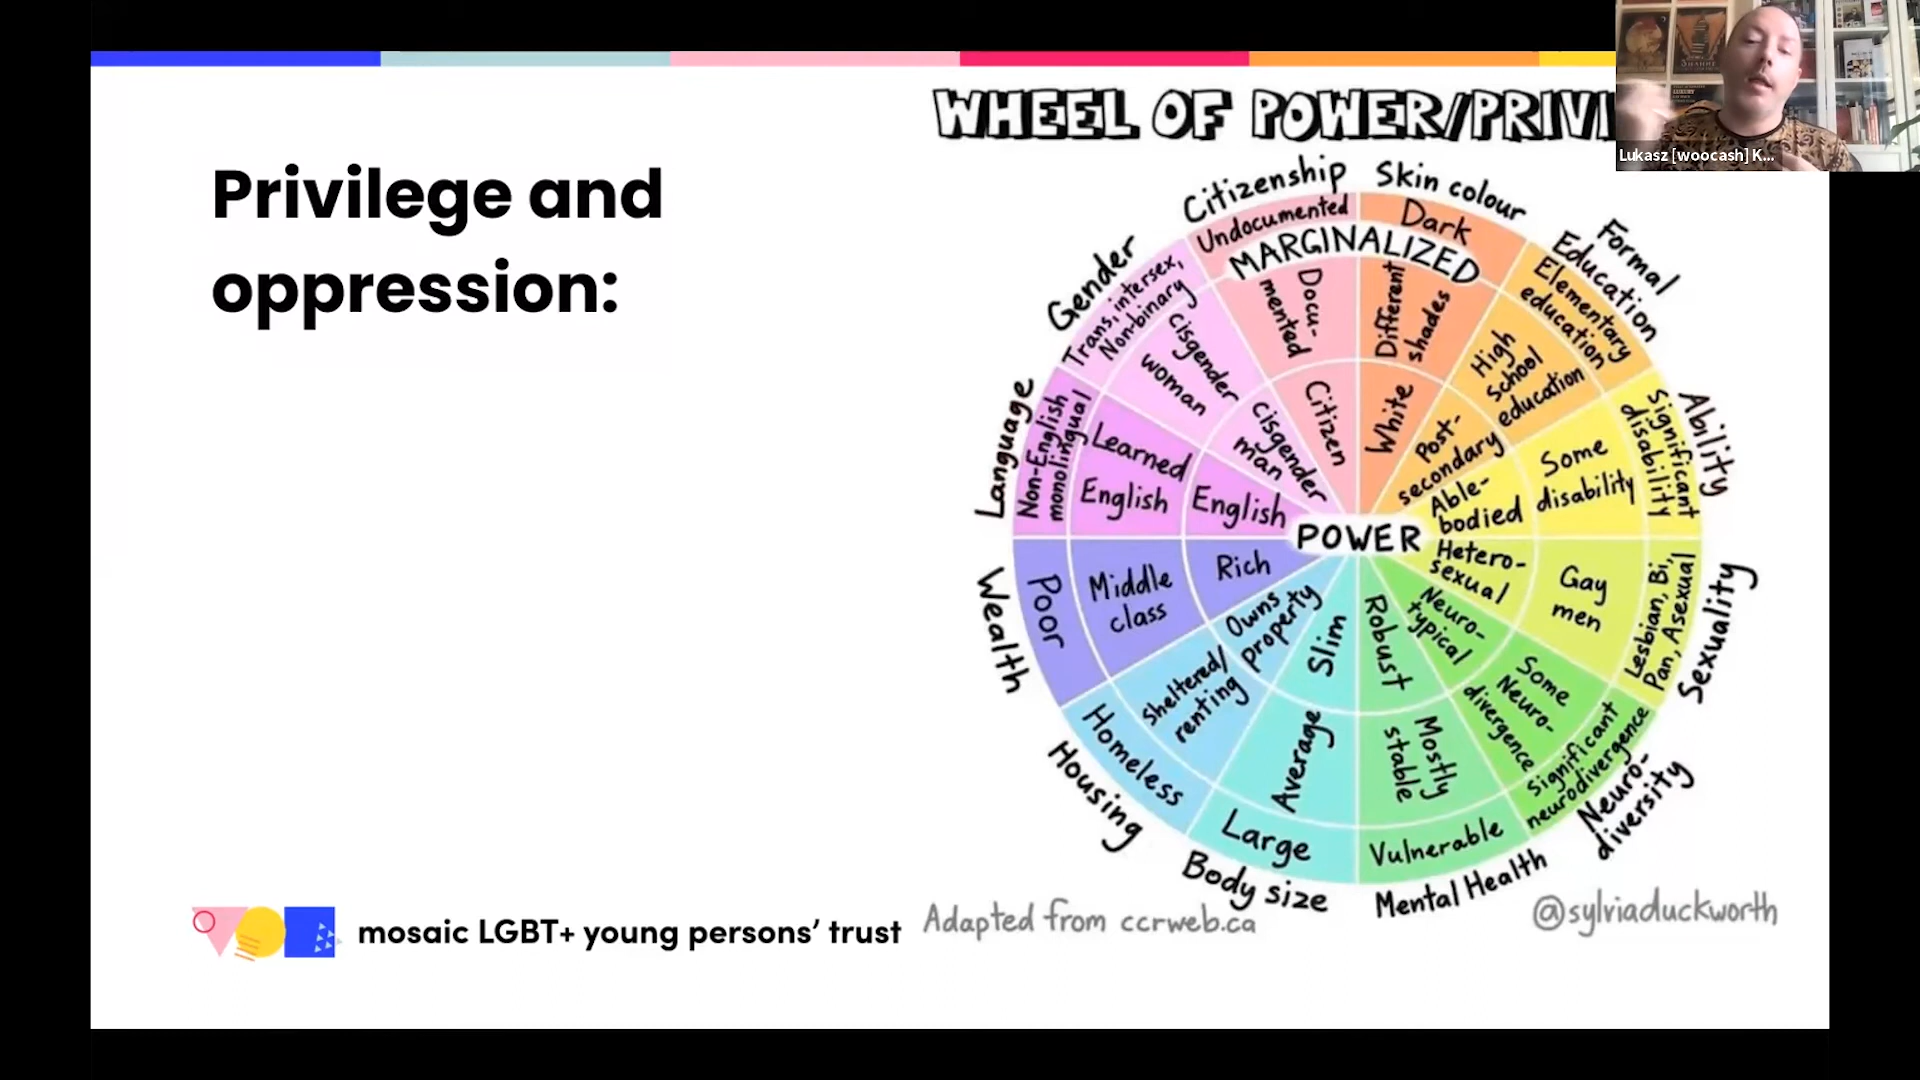 WHEEL OF POWER/PRIVI
Lukasz [woocash] K...
Privilege and
oppression:
Citizenship
Undocumented
Docu-
mented
Citizen
Skin colour
Dark
Different
shades
White
MARGINALIZED
Formal
Education
Elementary
education
High
School
education
Post-
secondary
Ability
Significant
disability
Some
disability
Able-
bodied
Sexuality
Lesbian, Bi,
Pan, Asexual
Gay
men
Hetero-
sexual
Neuro-
diversity
Significant
neurodivergence
Some
Neuro-
divergence
Neuro-
typical
Mental Health
Vulnerable
Mostly
stable
Robust
Body size
Large
Average
Slim
Housing
Homeless
Sheltered/
renting
Owns
property
Wealth
Poor
Middle
class
Rich
Language
Non-English
monolingual
Learned
English
English
Gender
Trans, intersex,
Non-binary
cisgender
woman
cisgender
man
POWER
mosaic LGBT+ young persons’ trust
Adapted from ccrweb.ca
@sylviaduckworth